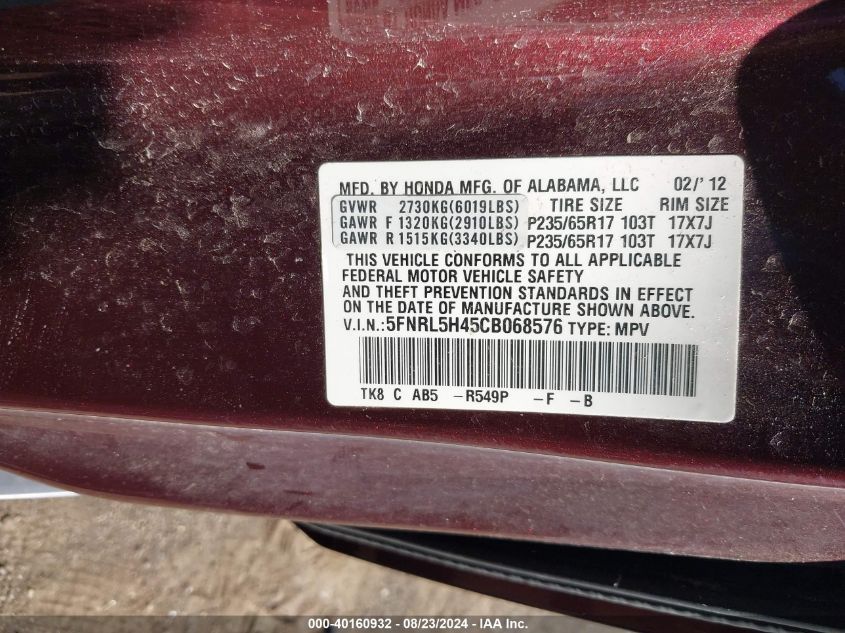 MFD. BY HONDA MFG. OF ALABAMA, LLC 02/'12
GVWR 2730KG(6019LBS) TIRE SIZE RIM SIZE
GAWR F 1320KG(2910LBS) P235/65R17 103T 17X7J
GAWR R 1515KG(3340LBS) P235/65R17 103T 17X7J
THIS VEHICLE CONFORMS TO ALL APPLICABLE
FEDERAL MOTOR VEHICLE SAFETY
AND THEFT PREVENTION STANDARDS IN EFFECT
ON THE DATE OF MANUFACTURE SHOWN ABOVE.
V.I.N.: 5FNRL5H45CB068576 TYPE: MPV
TK8 C AB5 -R549P -F -B
000-40160932 - 08/23/2024 - IAA Inc.